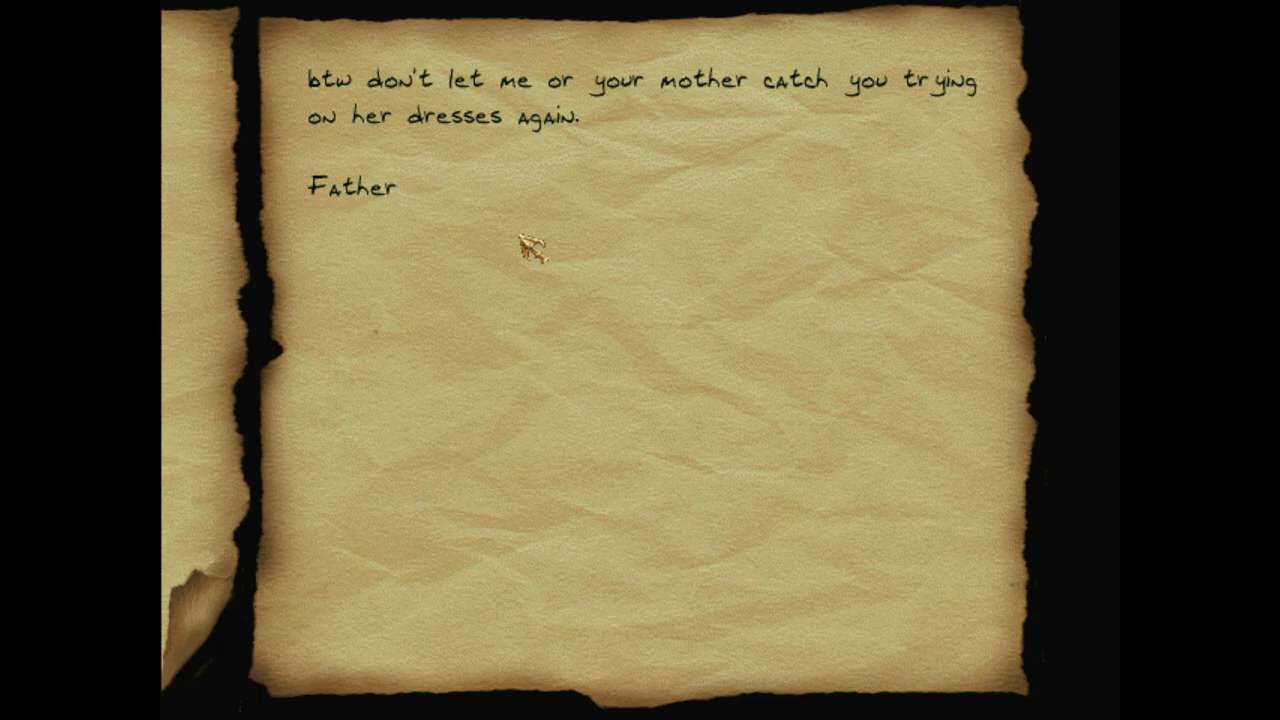 btw don't let me or your mother catch you trying
on her dresses again.
Father